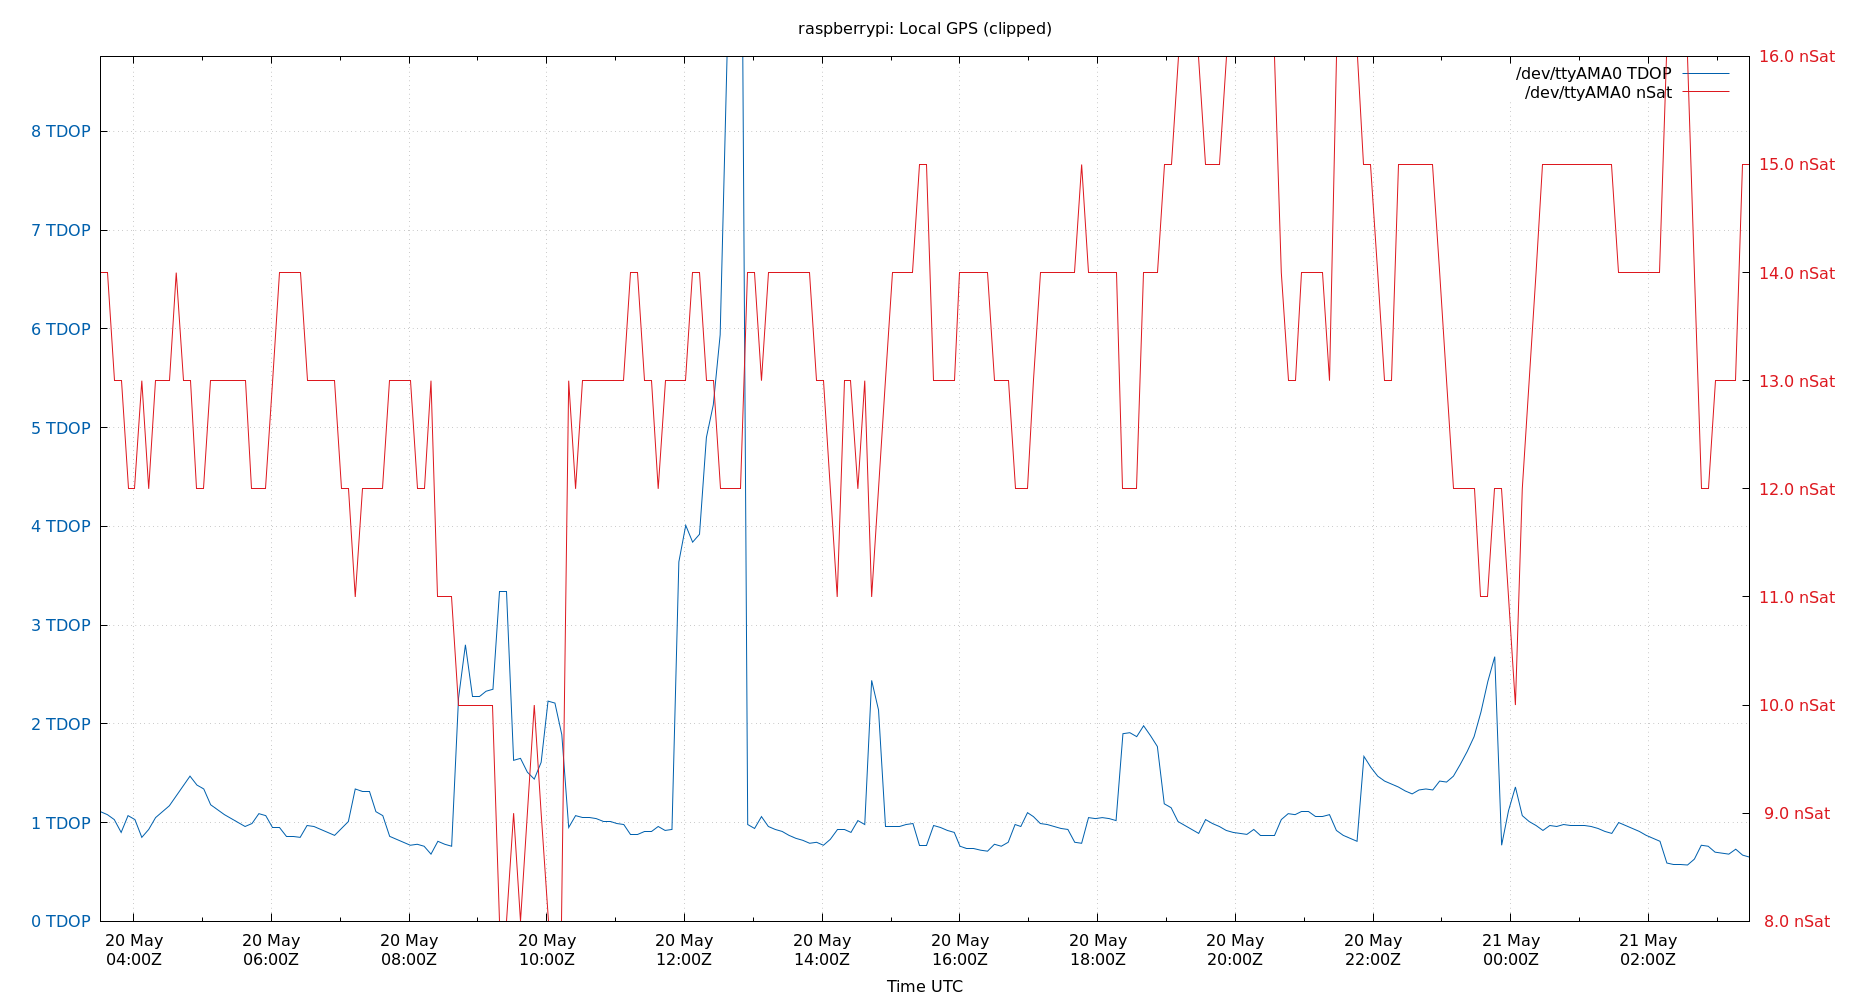 raspberrypi: Local GPS (clipped)
/dev/ttyAMA0 TDOP
/dev/ttyAMA0 nSat
8 TDOP
7 TDOP
6 TDOP
5 TDOP
4 TDOP
3 TDOP
2 TDOP
1 TDOP
0 TDOP
16.0 nSat
15.0 nSat
14.0 nSat
13.0 nSat
12.0 nSat
11.0 nSat
10.0 nSat
9.0 nSat
8.0 nSat
20 May 20 May 20 May 20 May 20 May 20 May 20 May 20 May 20 May 20 May 21 May 21 May
04:00Z 06:00Z 08:00Z 10:00Z 12:00Z 14:00Z 16:00Z 18:00Z 20:00Z 22:00Z 00:00Z 02:00Z
Time UTC